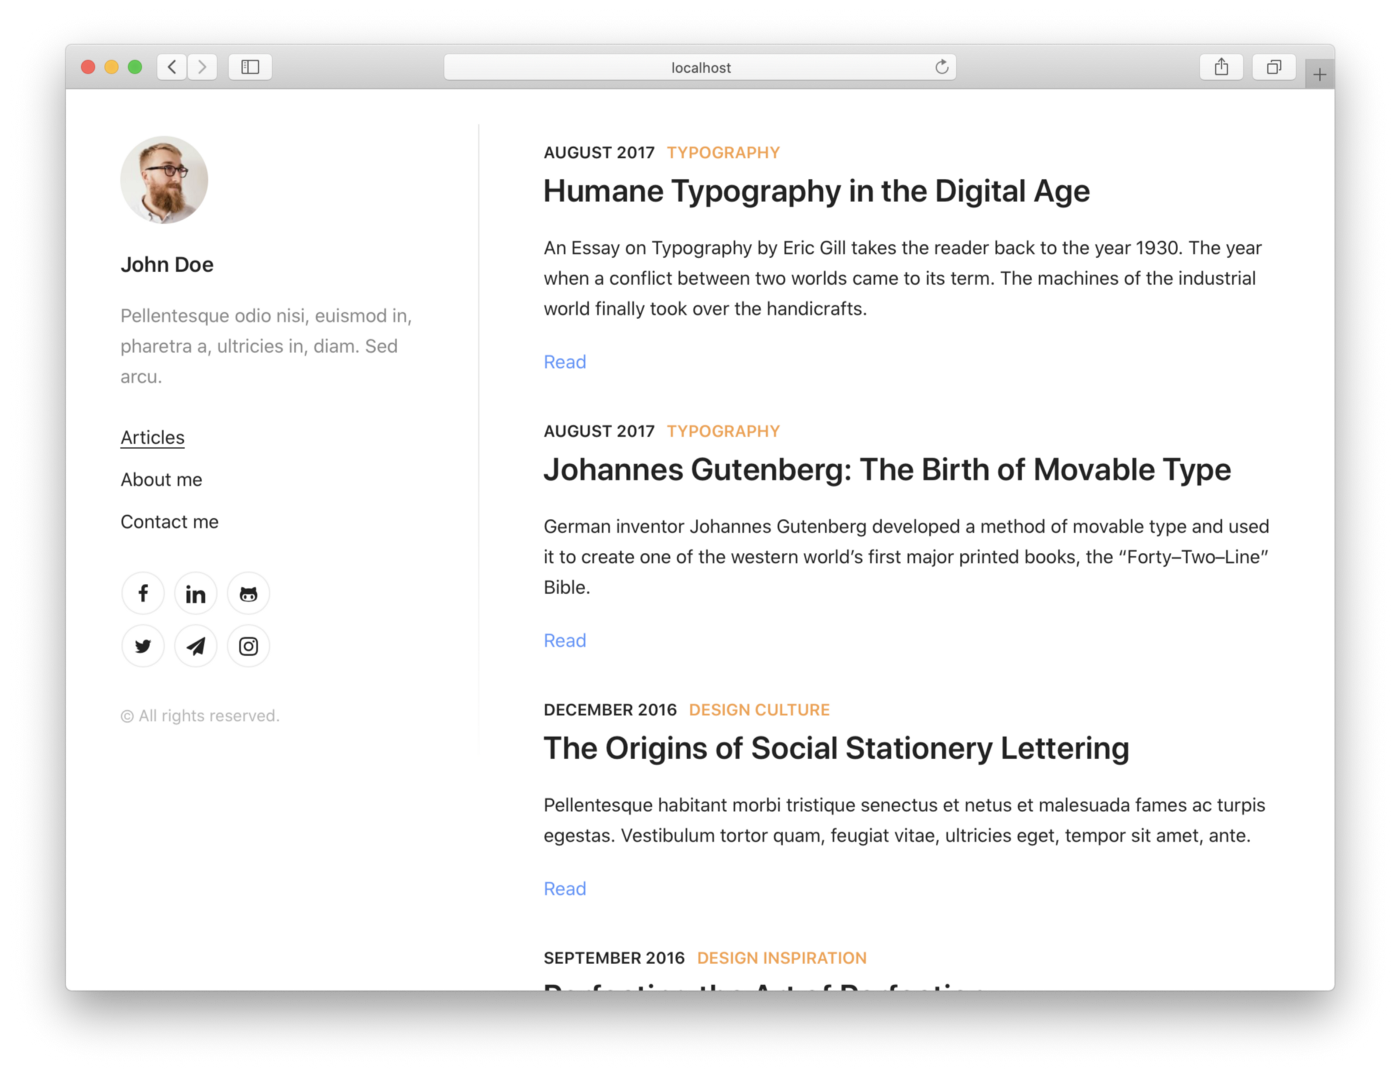 localhost
John Doe
Pellentesque odio nisi, euismod in,
pharetra a, ultricies in, diam. Sed
arcu.
Articles
About me
Contact me
© All rights reserved.
AUGUST 2017 TYPOGRAPHY
Humane Typography in the Digital Age
An Essay on Typography by Eric Gill takes the reader back to the year 1930. The year
when a conflict between two worlds came to its term. The machines of the industrial
world finally took over the handicrafts.
Read
AUGUST 2017 TYPOGRAPHY
Johannes Gutenberg: The Birth of Movable Type
German inventor Johannes Gutenberg developed a method of movable type and used
it to create one of the western world’s first major printed books, the “Forty–Two–Line”
Bible.
Read
DECEMBER 2016 DESIGN CULTURE
The Origins of Social Stationery Lettering
Pellentesque habitant morbi tristique senectus et netus et malesuada fames ac turpis
egestas. Vestibulum tortor quam, feugiat vitae, ultricies eget, tempor sit amet, ante.
Read
SEPTEMBER 2016 DESIGN INSPIRATION
Perfecting the Art of Perfection